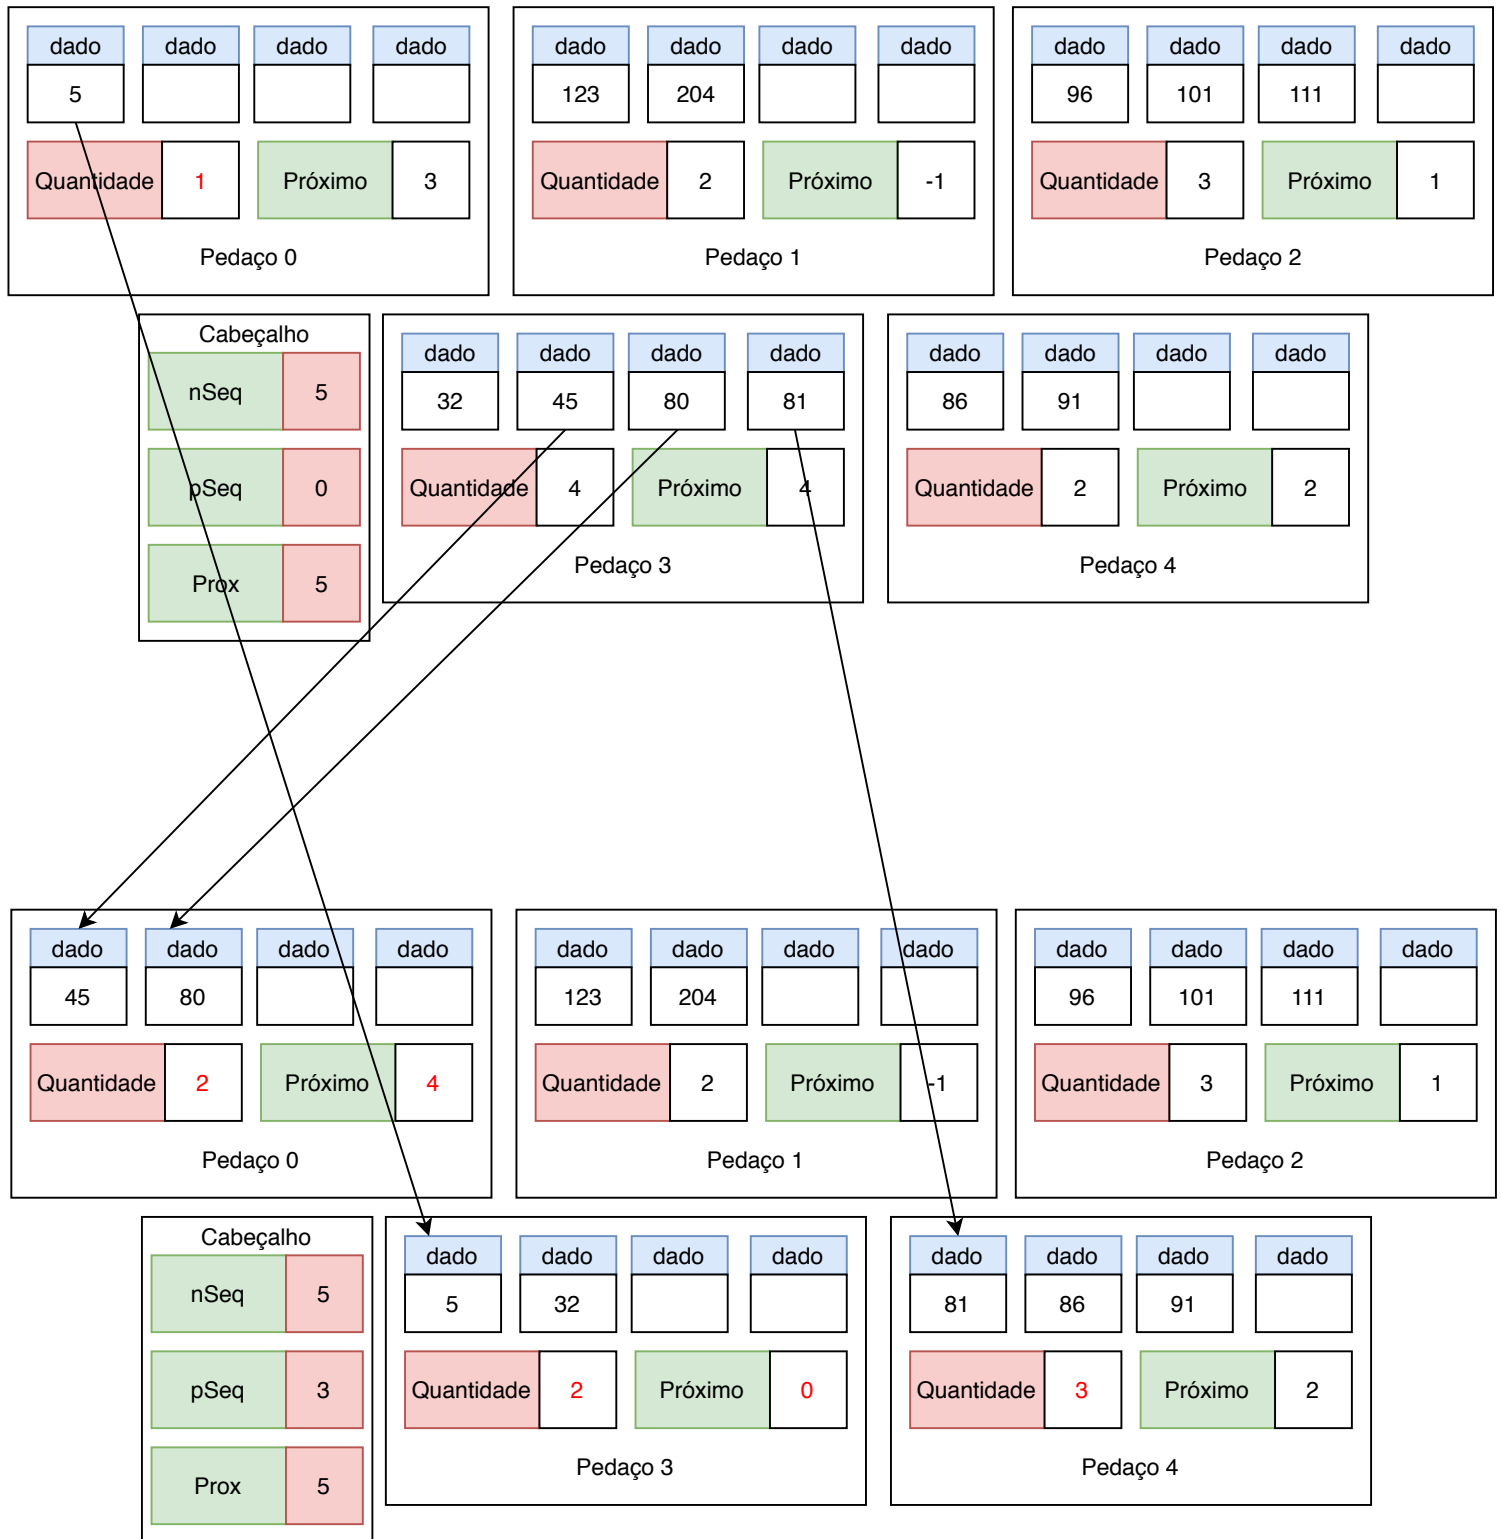 dado dado dado dado
5
Quantidade 1 Próximo 3
Pedaço 0
dado dado dado dado
123 204
Quantidade 2 Próximo -1
Pedaço 1
dado dado dado dado
96 101 111
Quantidade 3 Próximo 1
Pedaço 2
Cabeçalho
nSeq 5
pSeq 0
Prox 5
dado dado dado dado
32 45 80 81
Quantidade 4 Próximo 4
Pedaço 3
dado dado dado dado
86 91
Quantidade 2 Próximo 2
Pedaço 4
dado dado dado dado
45 80
Quantidade 2 Próximo 4
Pedaço 0
dado dado dado dado
123 204
Quantidade 2 Próximo -1
Pedaço 1
dado dado dado dado
96 101 111
Quantidade 3 Próximo 1
Pedaço 2
Cabeçalho
nSeq 5
pSeq 3
Prox 5
dado dado dado dado
5 32
Quantidade 2 Próximo 0
Pedaço 3
dado dado dado dado
81 86 91
Quantidade 3 Próximo 2
Pedaço 4